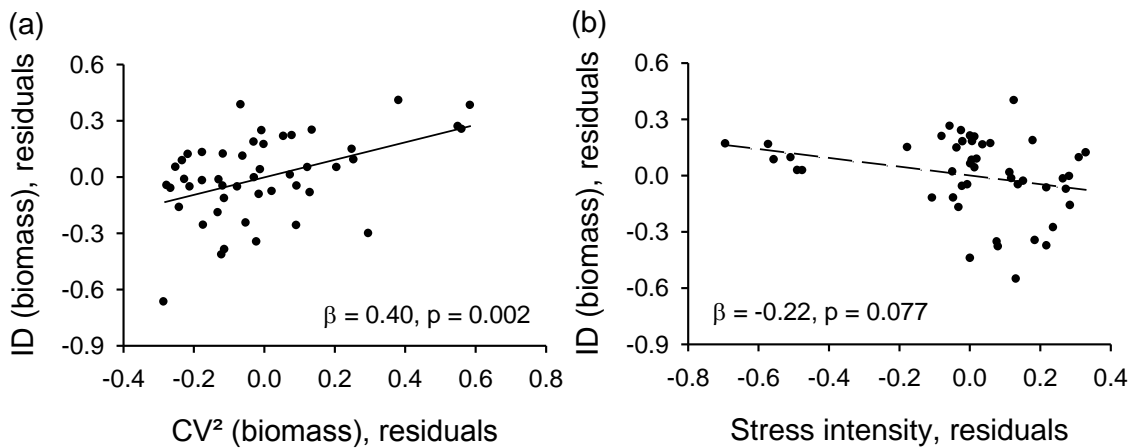 (a)
ID (biomass), residuals
0.6
0.3
0.0
-0.3
-0.6
-0.9
β = 0.40, p = 0.002
-0.4 -0.2 0.0 0.2 0.4 0.6 0.8
CV² (biomass), residuals
(b)
ID (biomass), residuals
0.6
0.3
0.0
-0.3
-0.6
-0.9
β = -0.22, p = 0.077
-0.8 -0.6 -0.4 -0.2 0.0 0.2 0.4
Stress intensity, residuals